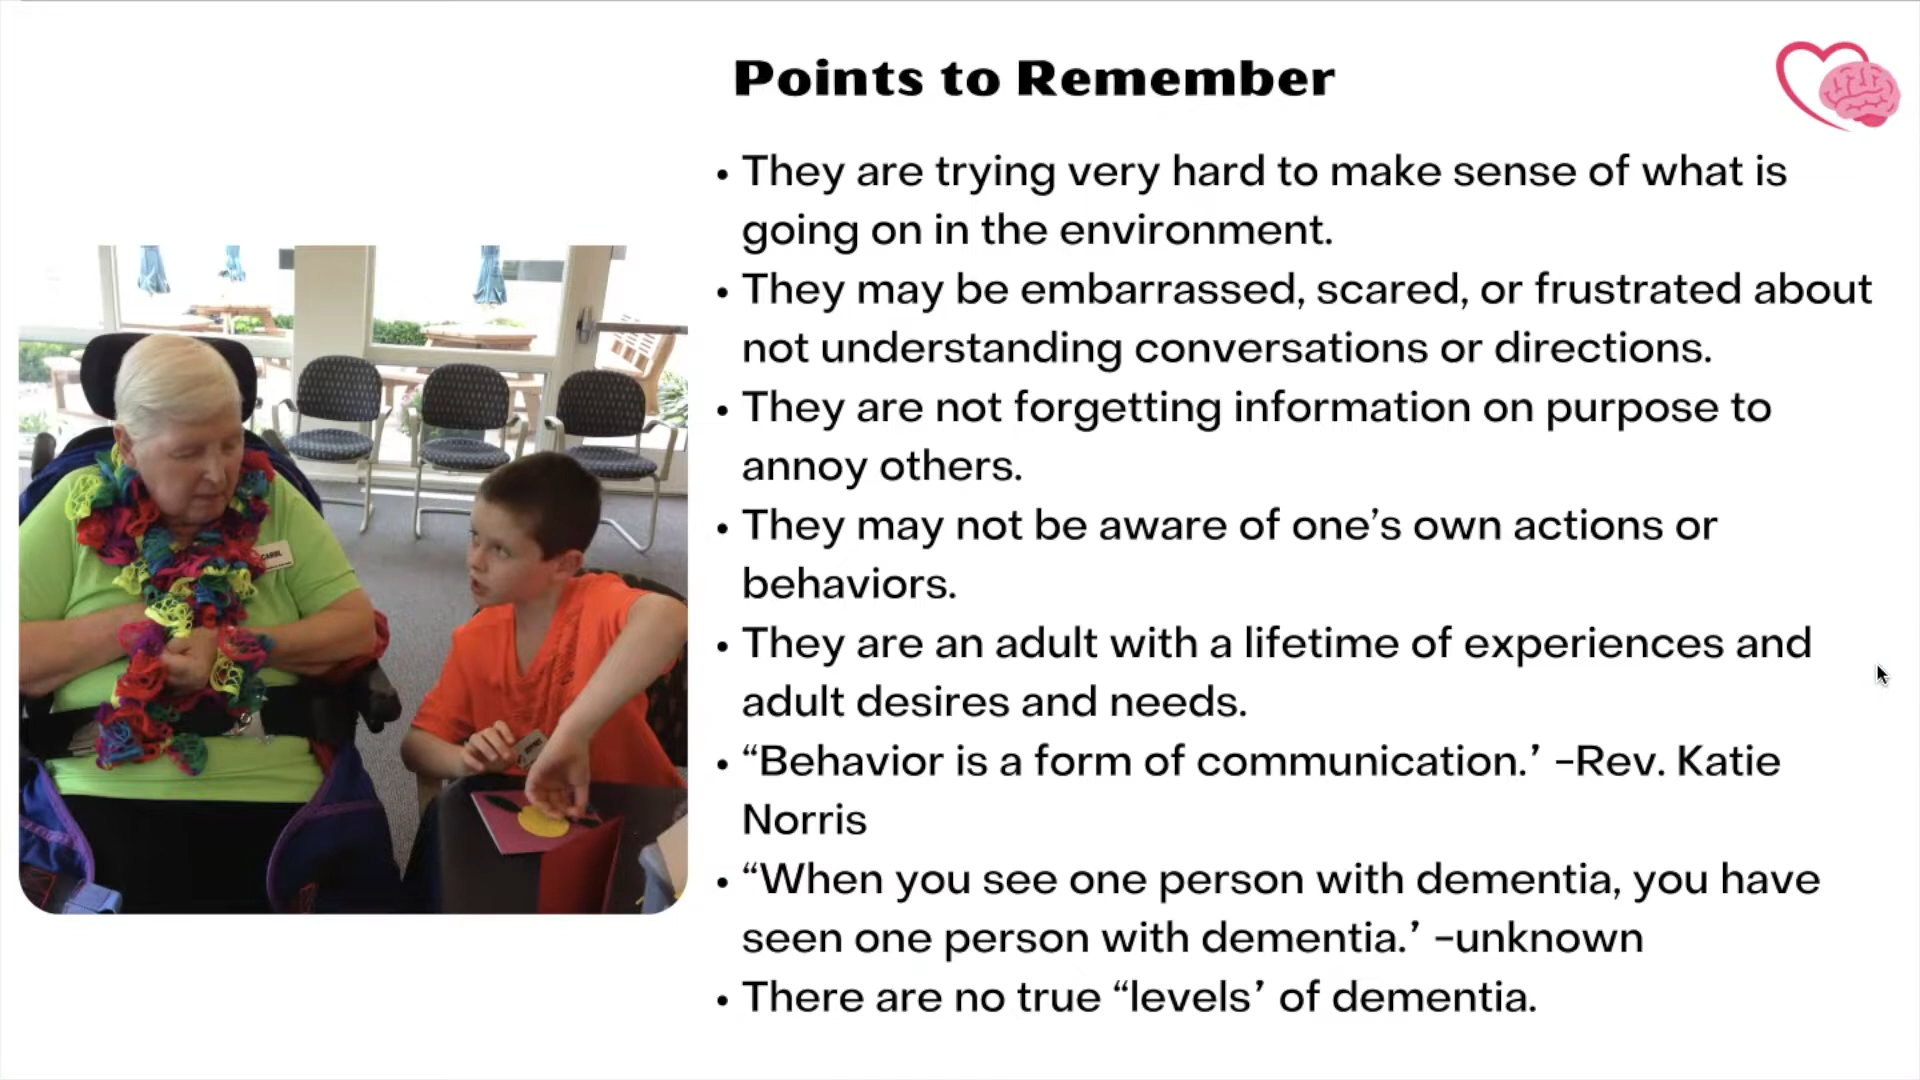 Points to Remember
• They are trying very hard to make sense of what is
going on in the environment.
• They may be embarrassed, scared, or frustrated about
not understanding conversations or directions.
• They are not forgetting information on purpose to
annoy others.
• They may not be aware of one’s own actions or
behaviors.
• They are an adult with a lifetime of experiences and
adult desires and needs.
• “Behavior is a form of communication.’ –Rev. Katie
Norris
• “When you see one person with dementia, you have
seen one person with dementia.’ –unknown
• There are no true “levels’ of dementia.
CAROL